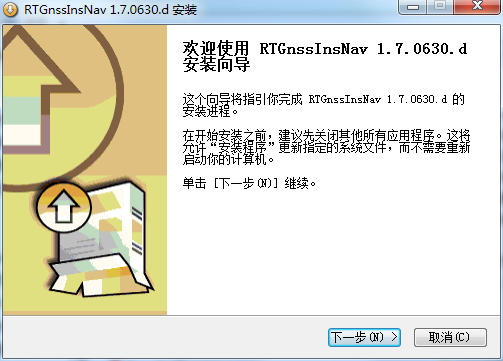 RTGnssInsNav 1.7.0630.d 安装
欢迎使用 RTGnssInsNav 1.7.0630.d
安装向导
这个向导将指引你完成 RTGnssInsNav 1.7.0630.d 的
安装进程。
在开始安装之前，建议先关闭其他所有应用程序。这将
允许“安装程序”更新指定的系统文件，而不需要重新
启动你的计算机。
单击 [下一步(N)] 继续。
下一步(N) >
取消(C)